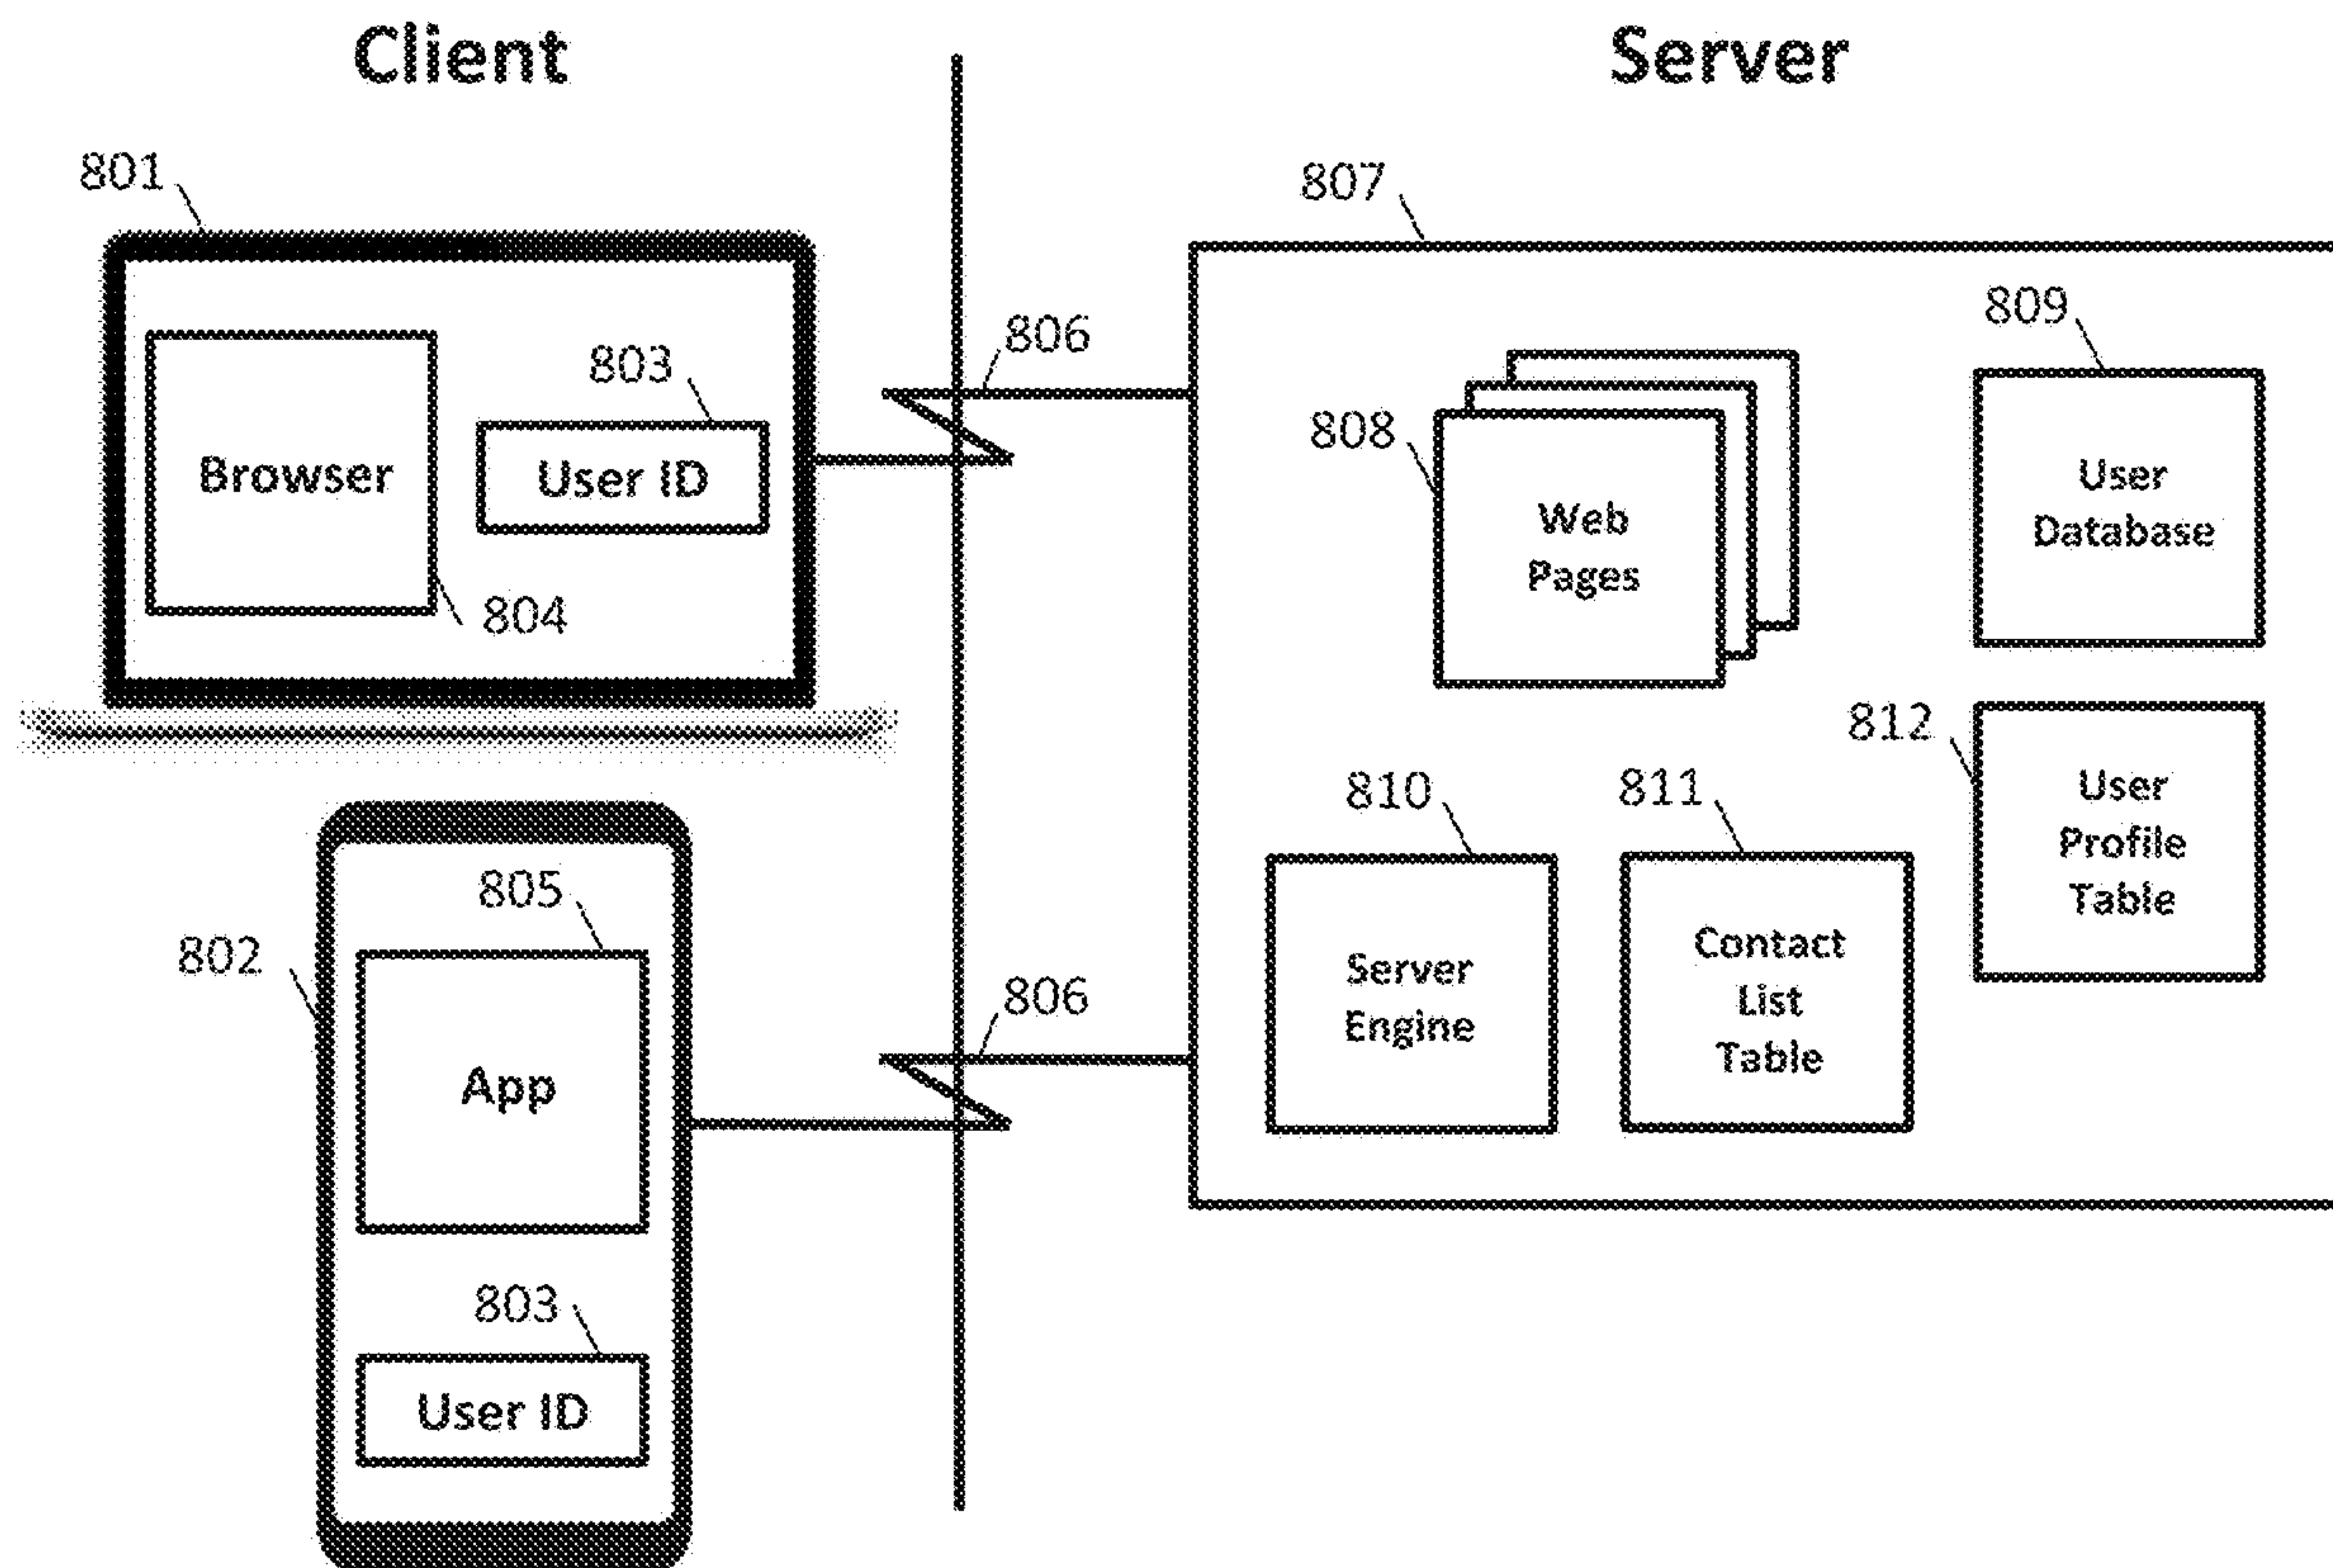 Client
Server
801
807
809
806
803
808
Browser
User ID
User
Database
Web
Pages
804
812
810
811
User
Profile
Table
805
802
Contact
List
Table
Server
Engine
806
App
803
User ID